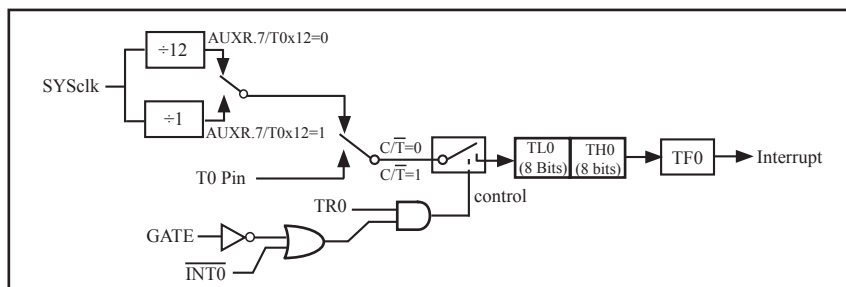 ÷12
AUXR.7/T0x12=0
SYSclk
÷1
AUXR.7/T0x12=1
T0 Pin
C/T̅=0
C/T̅=1
TL0
(8 Bits)
TH0
(8 bits)
TF0
Interrupt
control
TR0
GATE
I̅N̅T̅0̅